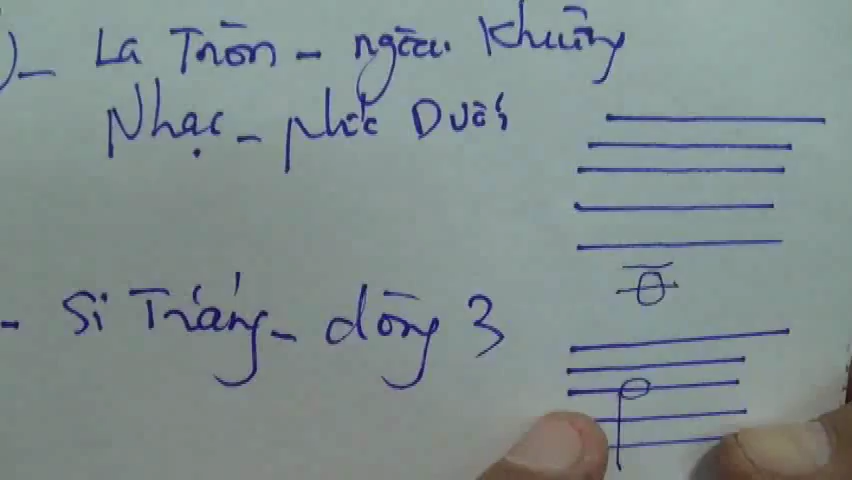 )- La Tròn - ngoài Khuông
Nhạc - phía Dưới
- Si Trắng - dòng 3